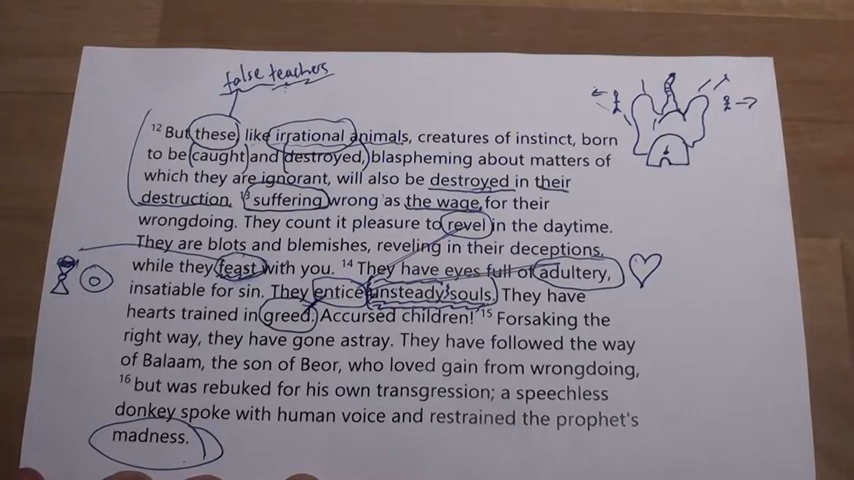 false teachers
12 But these like irrational animals, creatures of instinct, born
to be caught and destroyed, blaspheming about matters of
which they are ignorant, will also be destroyed in their
destruction, 13 suffering wrong as the wage for their
wrongdoing. They count it pleasure to revel in the daytime.
They are blots and blemishes, reveling in their deceptions,
while they feast with you. 14 They have eyes full of adultery,
insatiable for sin. They entice unsteady souls. They have
hearts trained in greed. Accursed children! 15 Forsaking the
right way, they have gone astray. They have followed the way
of Balaam, the son of Beor, who loved gain from wrongdoing,
16 but was rebuked for his own transgression; a speechless
donkey spoke with human voice and restrained the prophet's
madness.